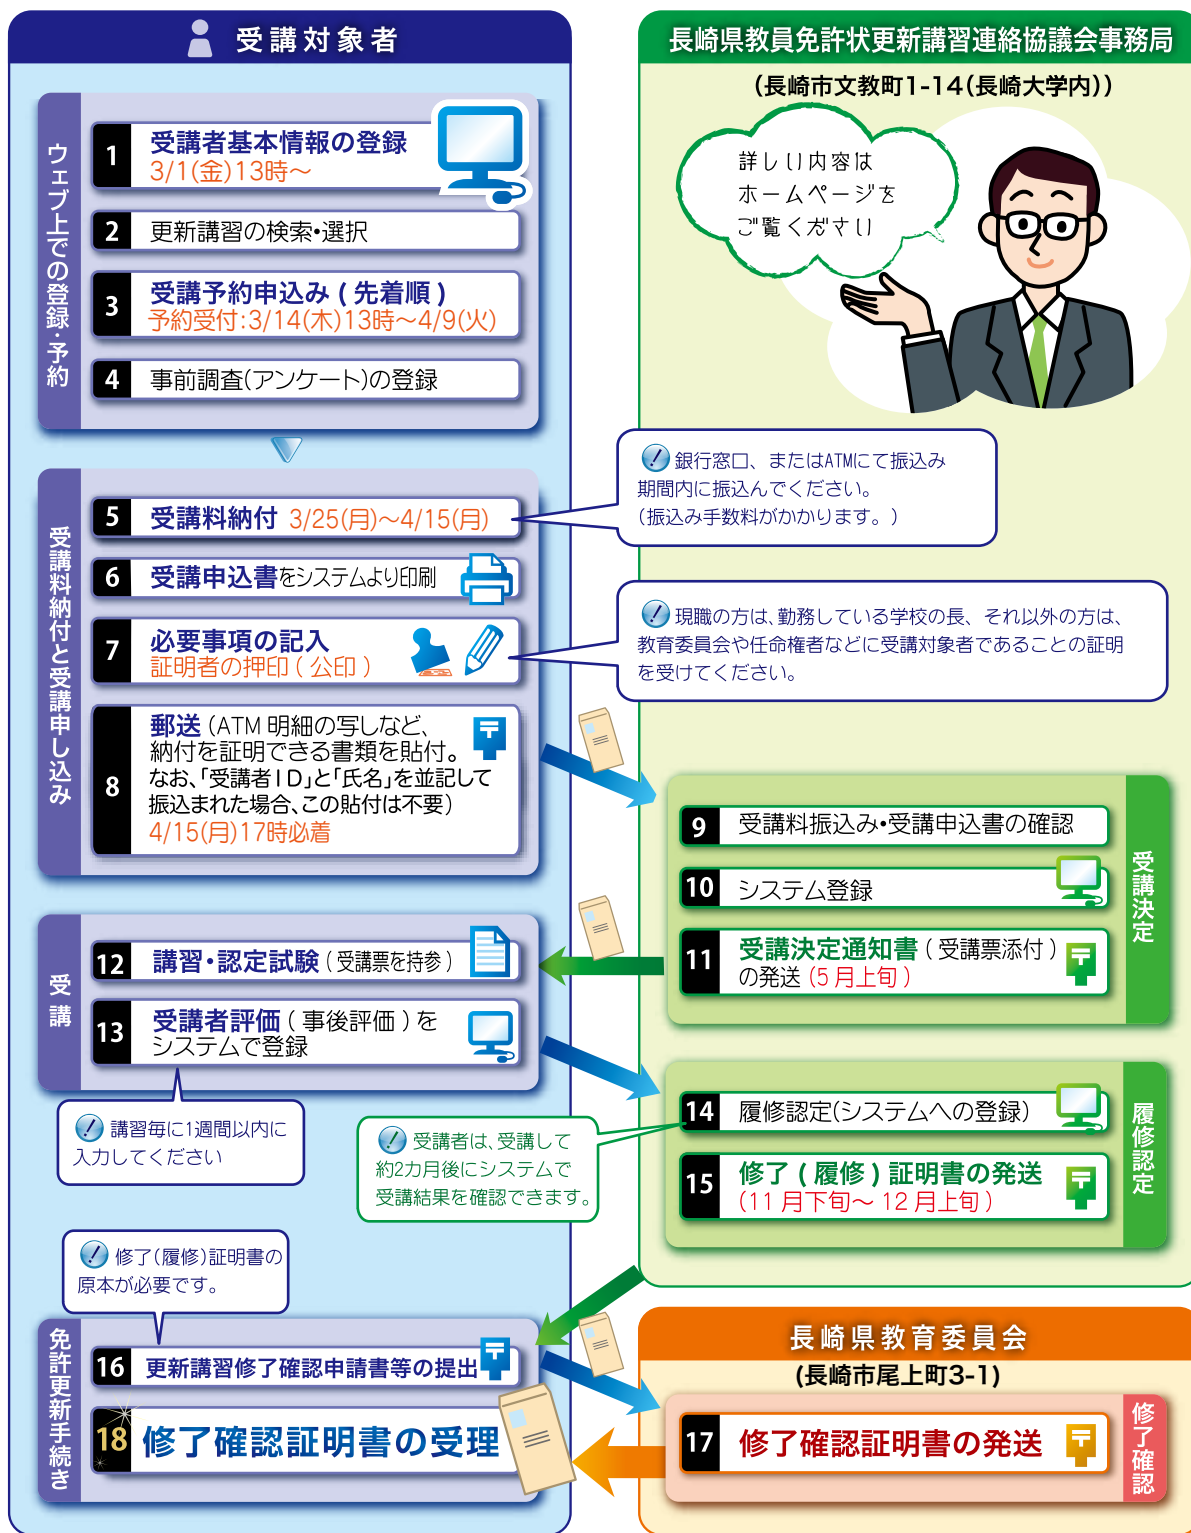 受講対象者
ウェブ上での登録・予約
1
受講者基本情報の登録
3/1(金)13時～
2
更新講習の検索・選択
3
受講予約申込み(先着順)
予約受付:3/14(木)13時～4/9(火)
4
事前調査(アンケート)の登録
受講料納付と受講申し込み
5
受講料納付 3/25(月)～4/15(月)
銀行窓口、またはATMにて振込み
期間内に振込んでください。
(振込み手数料がかかります。)
6
受講申込書をシステムより印刷
7
必要事項の記入
証明者の押印(公印)
現職の方は、勤務している学校の長、それ以外の方は、
教育委員会や任命権者などに受講対象者であることの証明
を受けてください。
8
郵送(ATM明細の写しなど、
納付を証明できる書類を貼付。
なお、「受講者ID」と「氏名」を並記して
振込まれた場合、この貼付は不要)
4/15(月)17時必着
長崎県教員免許状更新講習連絡協議会事務局
(長崎市文教町1-14(長崎大学内))
詳しい内容は
ホームページを
ご覧ください
受講決定
9
受講料振込み・受講申込書の確認
10
システム登録
11
受講決定通知書(受講票添付)
の発送(5月上旬)
受講
12
講習・認定試験(受講票を持参)
13
受講者評価(事後評価)を
システムで登録
講習毎に1週間以内に
入力してください
履修認定
14
履修認定(システムへの登録)
受講者は、受講して
約2カ月後にシステムで
受講結果を確認できます。
15
修了(履修)証明書の発送
(11月下旬～12月上旬)
修了(履修)証明書の
原本が必要です。
免許更新手続き
16
更新講習修了確認申請書等の提出
長崎県教育委員会
(長崎市尾上町3-1)
修了確認
17
修了確認証明書の発送
18
修了確認証明書の受理